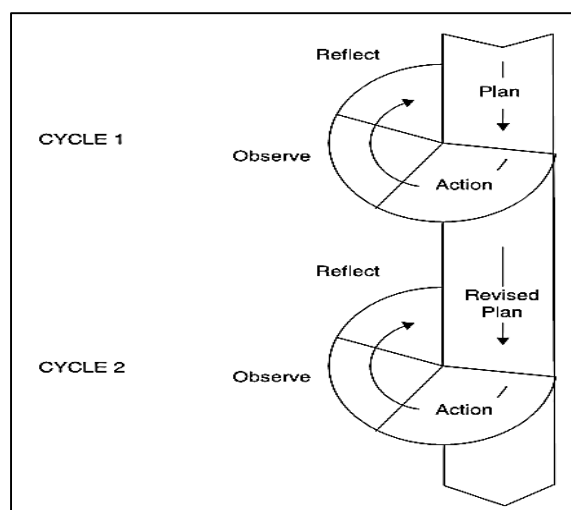 Reflect
Plan
CYCLE 1
Observe
Action
Reflect
Revised
Plan
CYCLE 2
Observe
Action